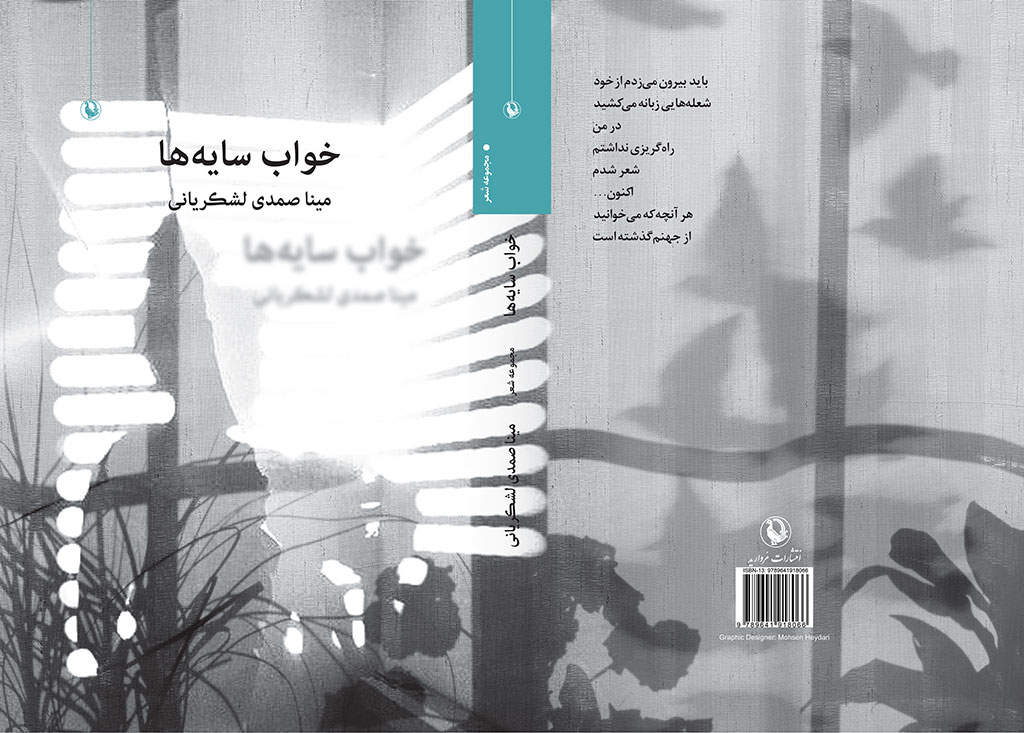 خواب سایه‌ها
مینا صمدی لشکریانی
خواب سایه‌ها
مینا صمدی لشکریانی
مجموعه شعر
خواب سایه‌ها
مجموعه شعر
مینا صمدی لشکریانی
باید بیرون می‌زدم از خود
شعله‌هایی زبانه می‌کشید
در من
راه گریزی نداشتم
شعر شدم
اکنون...
هر آنچه که می‌خوانید
از جهنم گذشته است
انتشارات مروارید
ISBN-13: 9789641918066
9 789641 918066
Graphic Designer: Mohsen Heydari